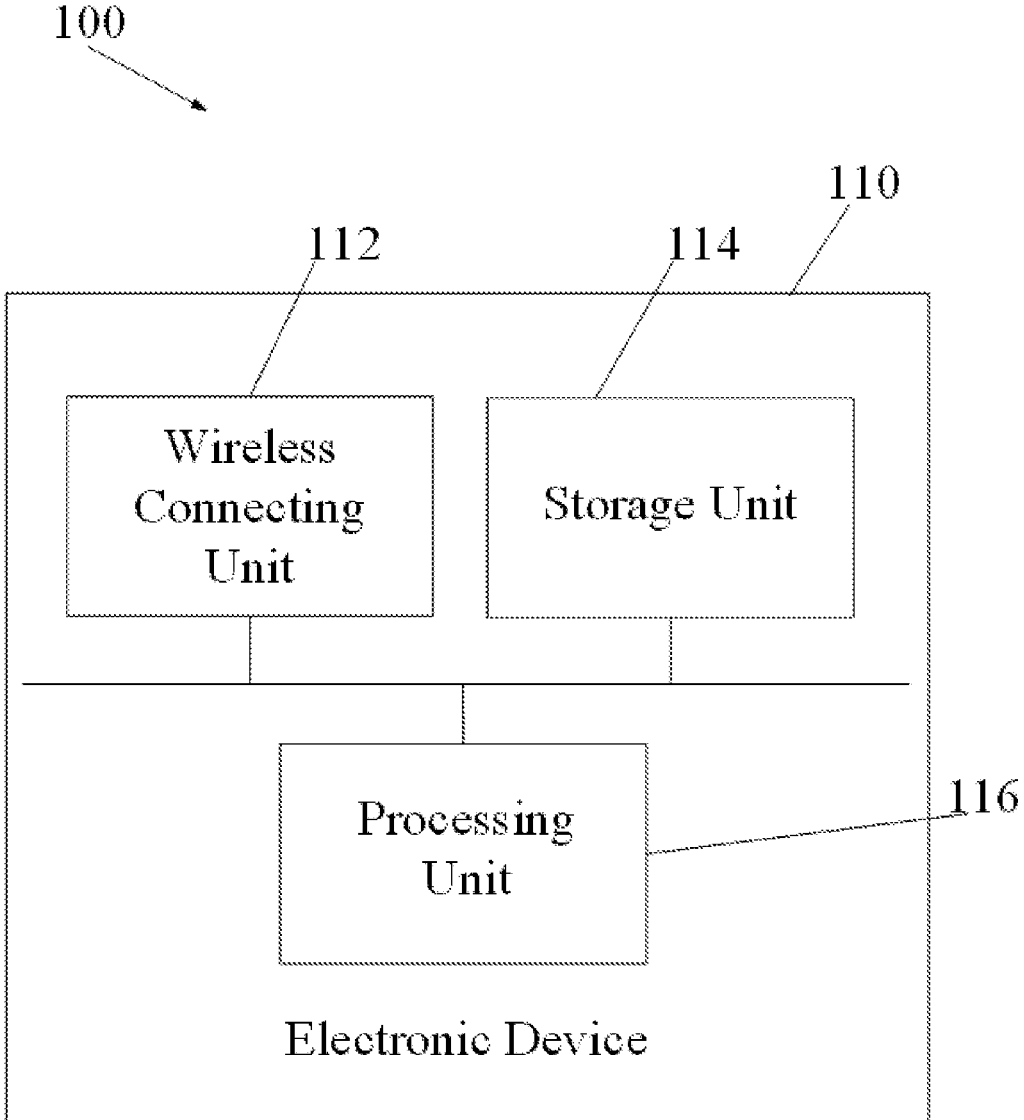 100
110
112
114
Wireless
Connecting
Unit
Storage Unit
Processing
Unit
116
Electronic Device